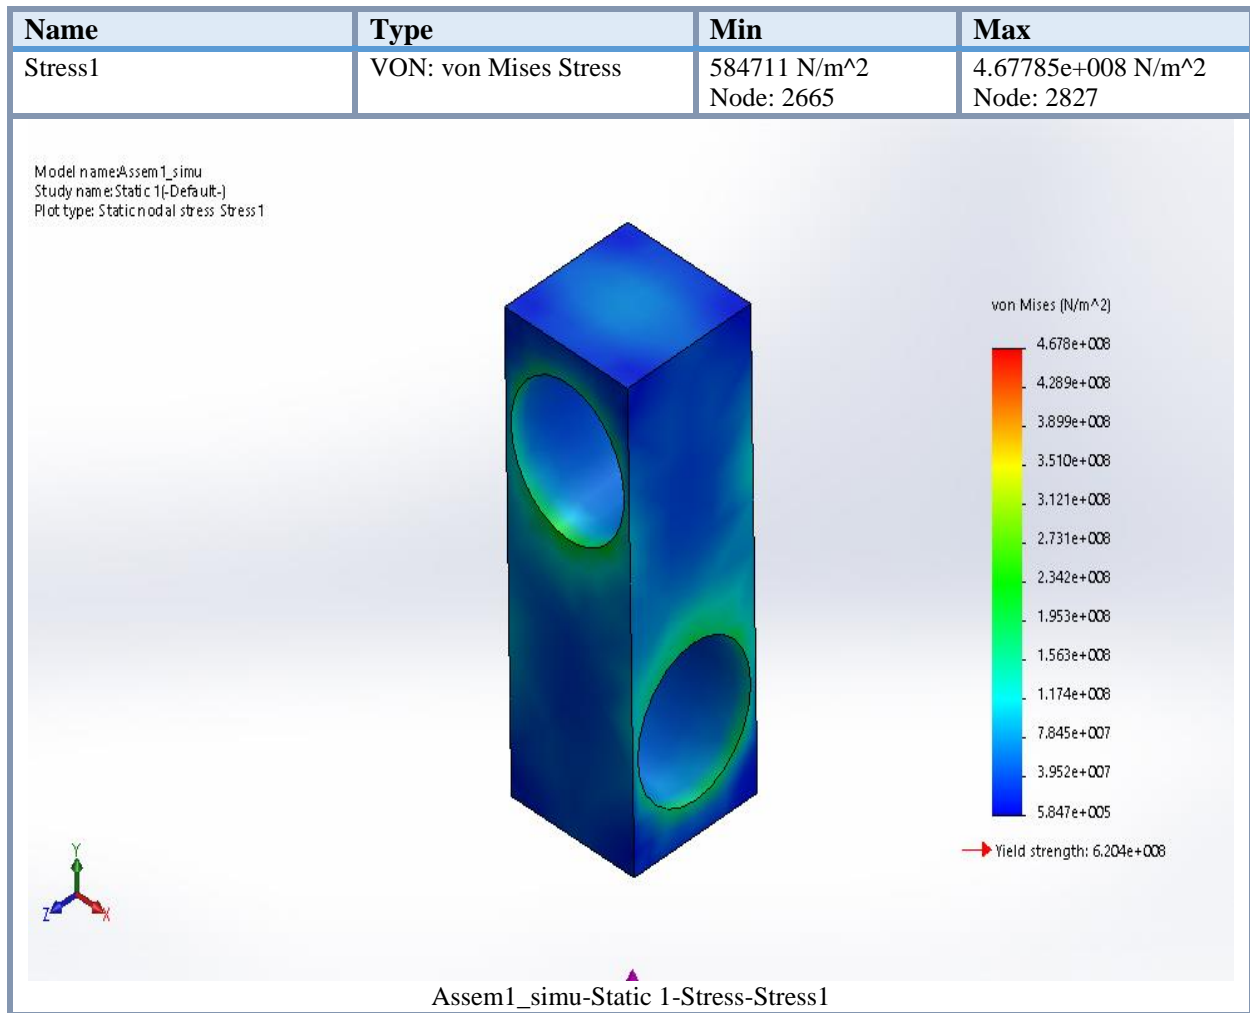 Name Type Min Max
Stress1 VON: von Mises Stress 584711 N/m^2 4.67785e+008 N/m^2
Node: 2665 Node: 2827
Model name:Assem1_simu
Study name:Static 1(-Default-)
Plot type: Static nodal stress Stress1
von Mises (N/m^2)
4.678e+008
4.289e+008
3.899e+008
3.510e+008
3.121e+008
2.731e+008
2.342e+008
1.953e+008
1.563e+008
1.174e+008
7.845e+007
3.952e+007
5.847e+005
Yield strength: 6.204e+008
Y
Z X
Assem1_simu-Static 1-Stress-Stress1